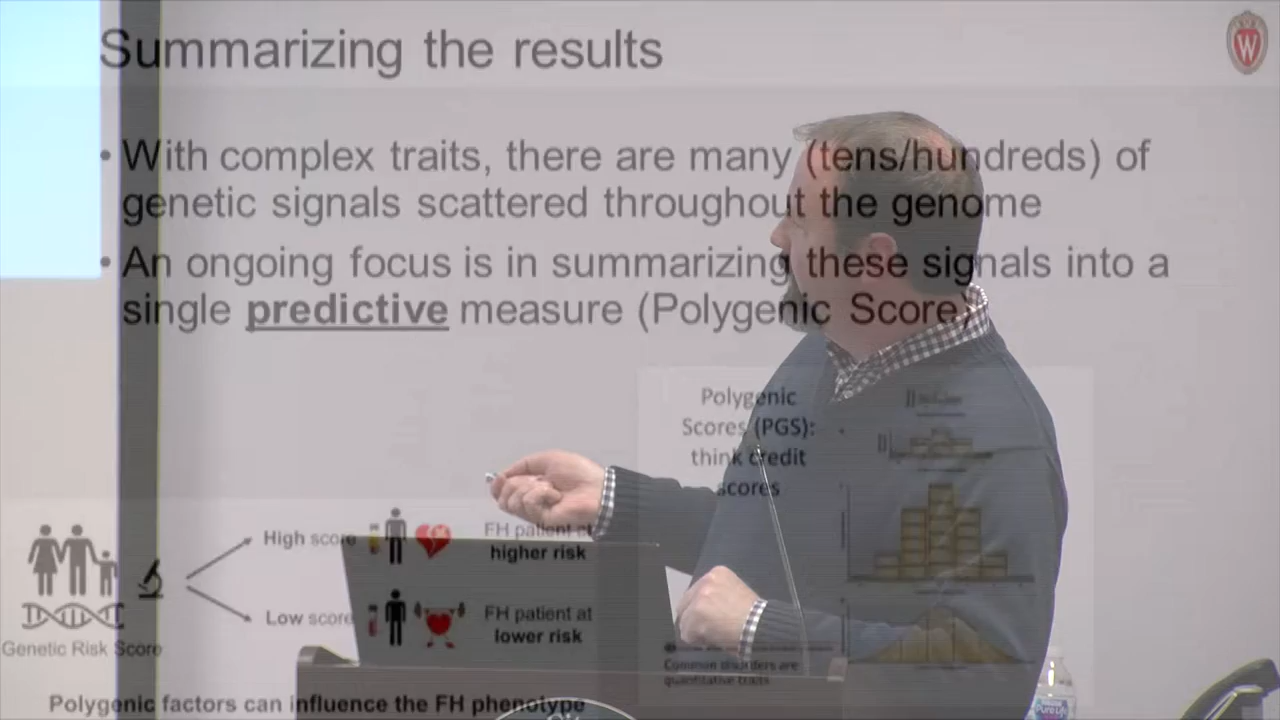 Summarizing the results
W
• With complex traits, there are many (tens/hundreds) of
genetic signals scattered throughout the genome
• An ongoing focus is in summarizing these signals into a
single predictive measure (Polygenic Score)
Polygenic
Scores (PGS):
think credit
scores
High score
FH patient at
higher risk
Low score
FH patient at
lower risk
Genetic Risk Score
Common disorders are
quantitative traits
Polygenic factors can influence the FH phenotype
Pure Life